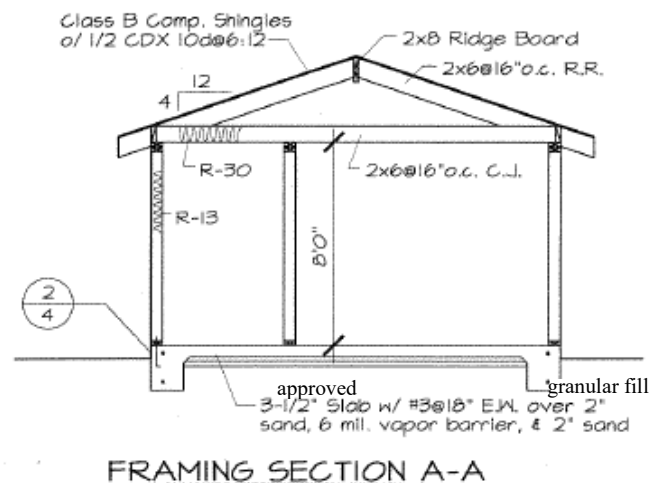 Class B Comp. Shingles
o/ 1/2 CDX 10d@6:12
2x8 Ridge Board
2x6@16"o.c. R.R.
12
4
R-30
2x6@16"o.c. C.J.
R-13
8'0"
2
4
approved
granular fill
3-1/2" Slab w/ #3@18" E.W. over 2"
sand, 6 mil. vapor barrier, & 2" sand
FRAMING SECTION A-A